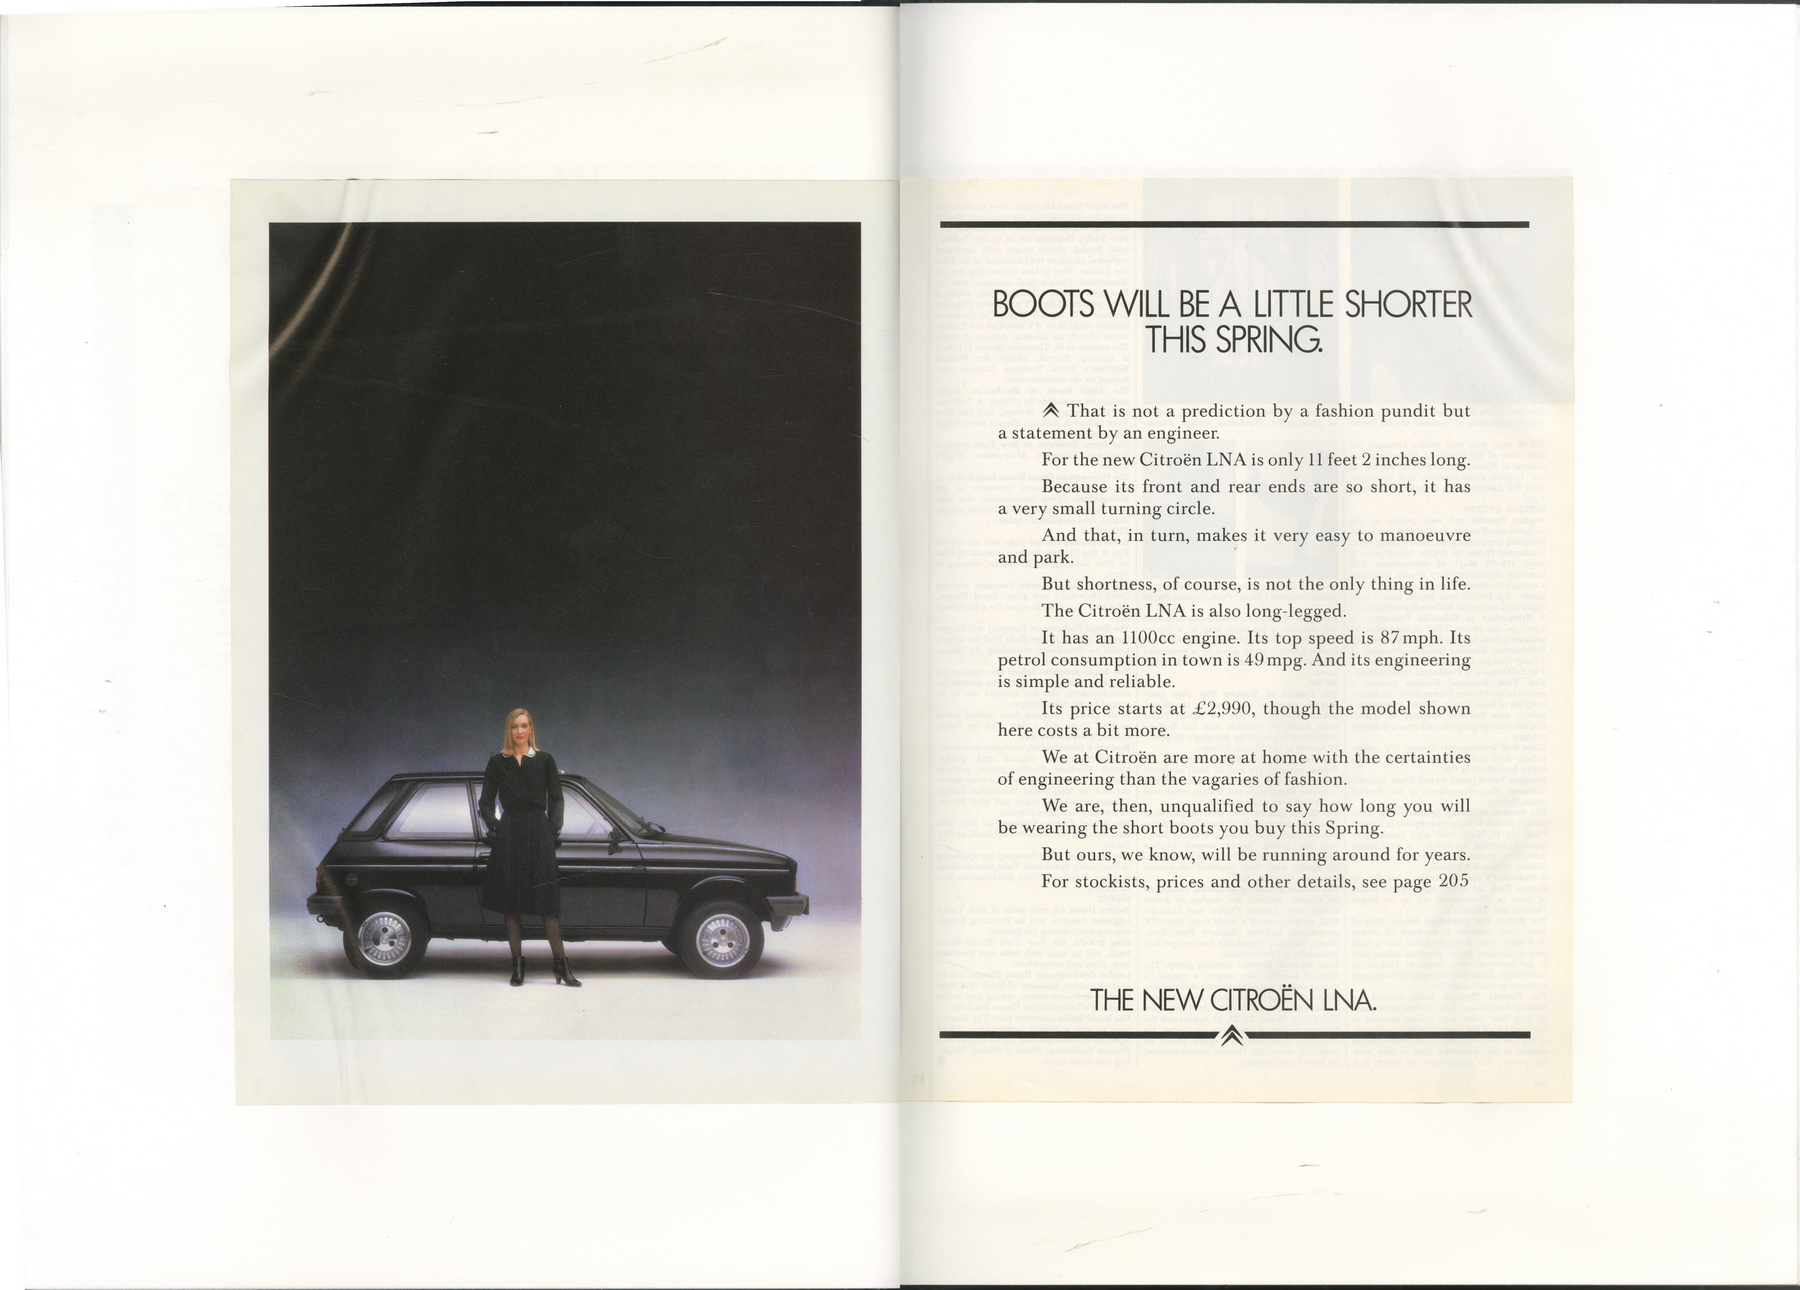 BOOTS WILL BE A LITTLE SHORTER
THIS SPRING.
That is not a prediction by a fashion pundit but
a statement by an engineer.
For the new Citroën LNA is only 11 feet 2 inches long.
Because its front and rear ends are so short, it has
a very small turning circle.
And that, in turn, makes it very easy to manoeuvre
and park.
But shortness, of course, is not the only thing in life.
The Citroën LNA is also long-legged.
It has an 1100cc engine. Its top speed is 87 mph. Its
petrol consumption in town is 49 mpg. And its engineering
is simple and reliable.
Its price starts at £2,990, though the model shown
here costs a bit more.
We at Citroën are more at home with the certainties
of engineering than the vagaries of fashion.
We are, then, unqualified to say how long you will
be wearing the short boots you buy this Spring.
But ours, we know, will be running around for years.
For stockists, prices and other details, see page 205
THE NEW CITROËN LNA.